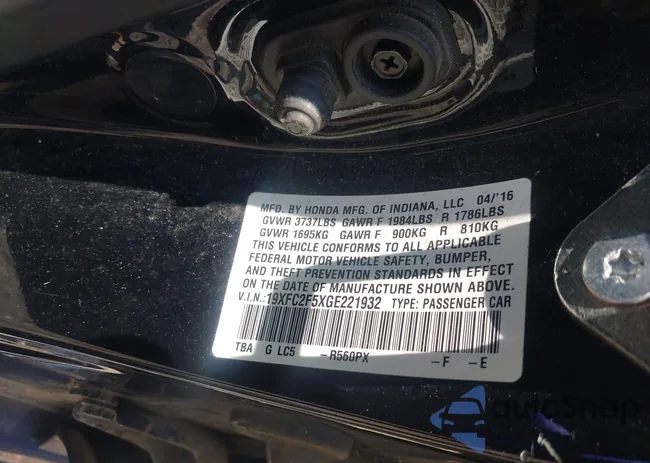 MFD. BY HONDA MFG. OF INDIANA, LLC 04/'16
GVWR 3737LBS GAWR F 1984LBS R 1786LBS
GVWR 1695KG GAWR F 900KG R 810KG
THIS VEHICLE CONFORMS TO ALL APPLICABLE
FEDERAL MOTOR VEHICLE SAFETY, BUMPER,
AND THEFT PREVENTION STANDARDS IN EFFECT
ON THE DATE OF MANUFACTURE SHOWN ABOVE.
V.I.N.:19XFC2F5XGE221932 TYPE: PASSENGER CAR
TBA G LC5 -R560PX -F -E
autoSnap